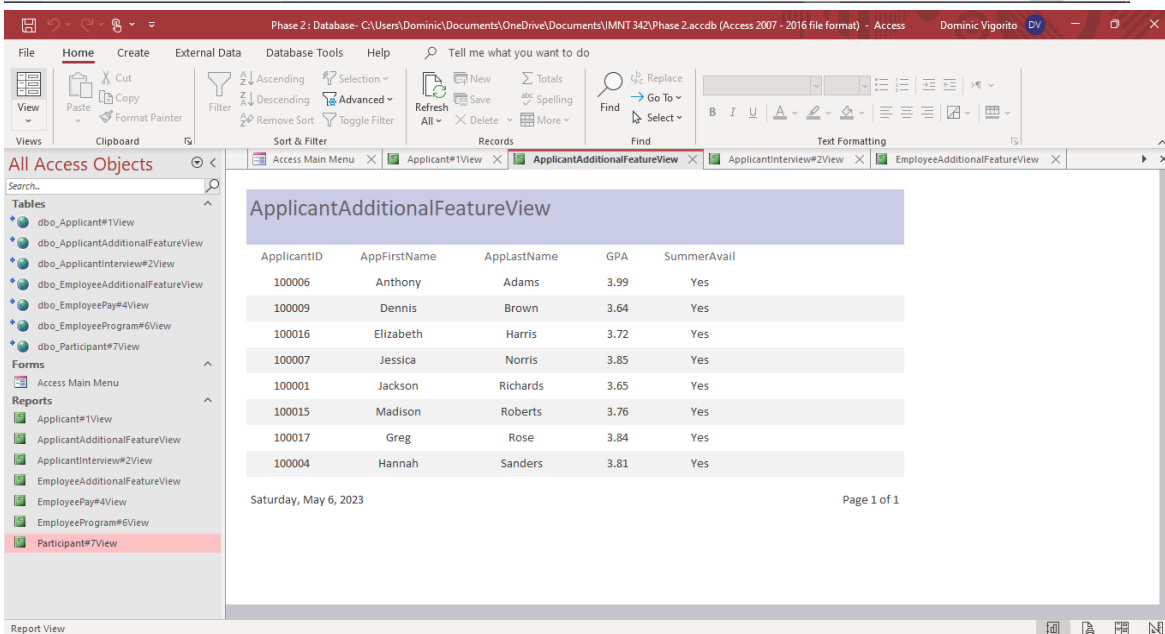 Phase 2 : Database- C:\Users\Dominic\Documents\OneDrive\Documents\IMNT 342\Phase 2.accdb (Access 2007 - 2016 file format) - Access Dominic Vigorito DV
File Home Create External Data Database Tools Help Tell me what you want to do
View
Views
Paste
Cut
Copy
Format Painter
Clipboard
Filter
Ascending
Descending
Remove Sort
Selection
Advanced
Toggle Filter
Sort & Filter
Refresh
All
New
Save
Delete
Totals
Spelling
More
Records
Find
Replace
Go To
Select
Find
B I U A
Text Formatting
All Access Objects
Search..
Tables
dbo_Applicant#1View
dbo_ApplicantAdditionalFeatureView
dbo_ApplicantInterview#2View
dbo_EmployeeAdditionalFeatureView
dbo_EmployeePay#4View
dbo_EmployeeProgram#6View
dbo_Participant#7View
Forms
Access Main Menu
Reports
Applicant#1View
ApplicantAdditionalFeatureView
ApplicantInterview#2View
EmployeeAdditionalFeatureView
EmployeePay#4View
EmployeeProgram#6View
Participant#7View
Access Main Menu Applicant#1View ApplicantAdditionalFeatureView ApplicantInterview#2View EmployeeAdditionalFeatureView
ApplicantAdditionalFeatureView
ApplicantID AppFirstName AppLastName GPA SummerAvail
100006 Anthony Adams 3.99 Yes
100009 Dennis Brown 3.64 Yes
100016 Elizabeth Harris 3.72 Yes
100007 Jessica Norris 3.85 Yes
100001 Jackson Richards 3.65 Yes
100015 Madison Roberts 3.76 Yes
100017 Greg Rose 3.84 Yes
100004 Hannah Sanders 3.81 Yes
Saturday, May 6, 2023 Page 1 of 1
Report View